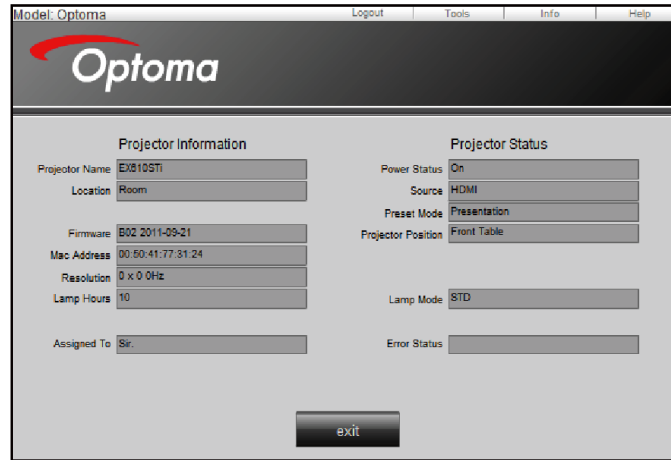 Model: Optoma
Logout Tools Info Help
Optoma
Projector Information
Projector Name EX610STi
Location Room
Firmware B02 2011-09-21
Mac Address 00:50:41:77:31:24
Resolution 0 x 0 0Hz
Lamp Hours 10
Assigned To Sir.
Projector Status
Power Status On
Source HDMI
Preset Mode Presentation
Projector Position Front Table
Lamp Mode STD
Error Status
exit